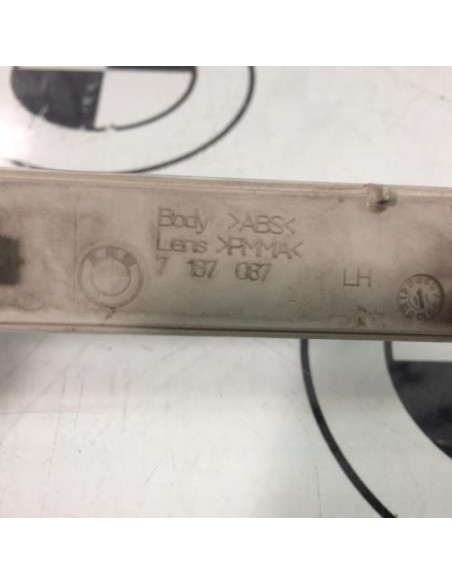 Body >ABS<
Lens >PMMA<
7 187 087
LH